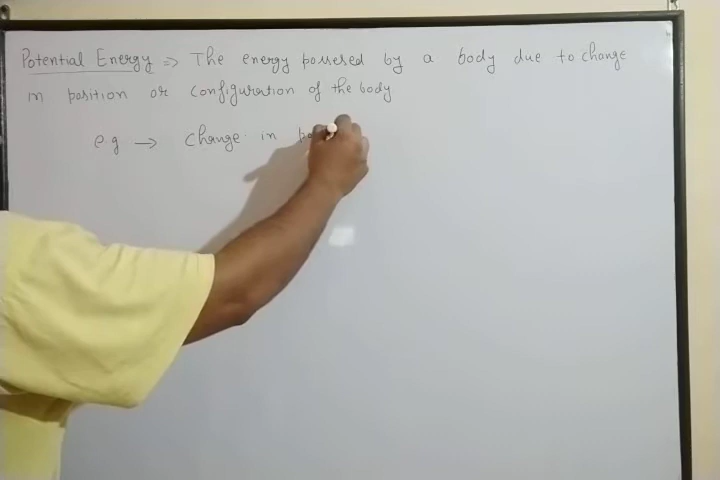 Potential Energy => The energy possesed by a body due to change
in position or configuration of the body.
eg → change in